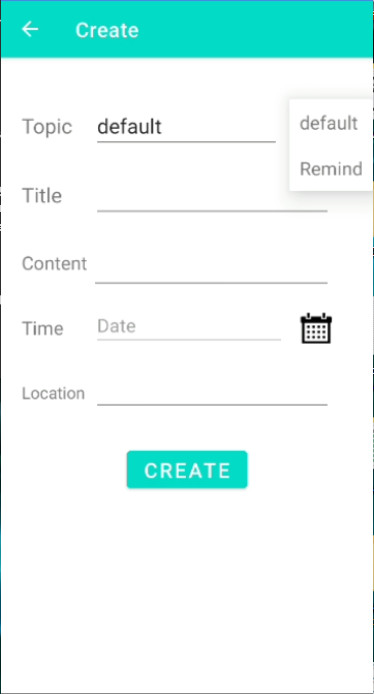 Create
Topic default
default
Remind
Title
Content
Time Date
Location
CREATE